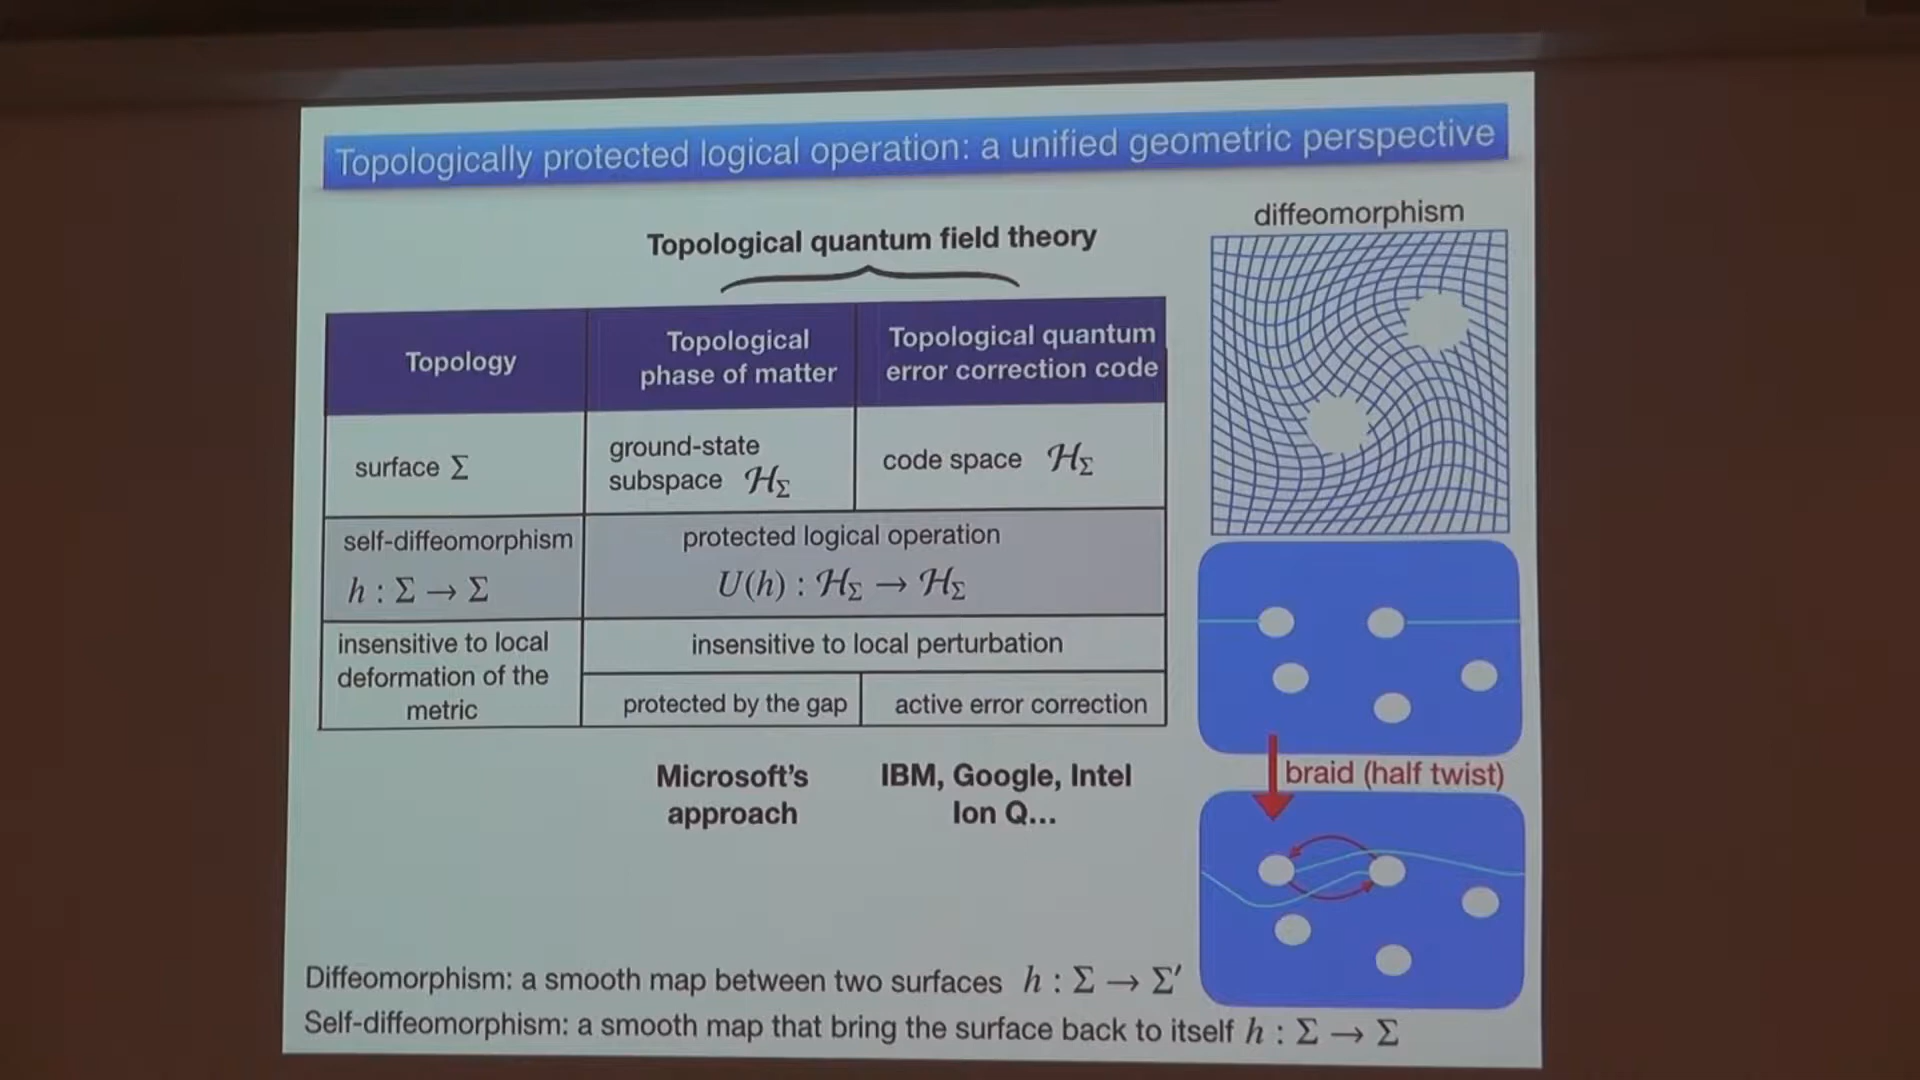 Topologically protected logical operation: a unified geometric perspective
Topological quantum field theory
Topology
Topological
phase of matter
Topological quantum
error correction code
surface Σ
ground-state
subspace ℋ_Σ
code space ℋ_Σ
self-diffeomorphism
h : Σ → Σ
protected logical operation
U(h) : ℋ_Σ → ℋ_Σ
insensitive to local
deformation of the
metric
insensitive to local perturbation
protected by the gap
active error correction
Microsoft's
approach
IBM, Google, Intel
Ion Q...
diffeomorphism
braid (half twist)
Diffeomorphism: a smooth map between two surfaces h : Σ → Σ′
Self-diffeomorphism: a smooth map that bring the surface back to itself h : Σ → Σ